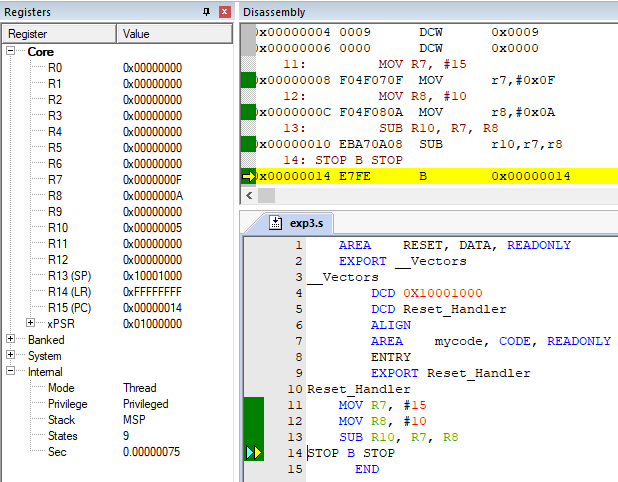 Registers
Register Value
Core
R0 0x00000000
R1 0x00000000
R2 0x00000000
R3 0x00000000
R4 0x00000000
R5 0x00000000
R6 0x00000000
R7 0x0000000F
R8 0x0000000A
R9 0x00000000
R10 0x00000005
R11 0x00000000
R12 0x00000000
R13 (SP) 0x10001000
R14 (LR) 0xFFFFFFFF
R15 (PC) 0x00000014
xPSR 0x01000000
Banked
System
Internal
Mode Thread
Privilege Privileged
Stack MSP
States 9
Sec 0.00000075
Disassembly
0x00000004 0009 DCW 0x0009
0x00000006 0000 DCW 0x0000
11: MOV R7, #15
0x00000008 F04F070F MOV r7,#0x0F
12: MOV R8, #10
0x0000000C F04F080A MOV r8,#0x0A
13: SUB R10, R7, R8
0x00000010 EBA70A08 SUB r10,r7,r8
14: STOP B STOP
0x00000014 E7FE B 0x00000014
exp3.s
1 AREA RESET, DATA, READONLY
2 EXPORT __Vectors
3 __Vectors
4 DCD 0X10001000
5 DCD Reset_Handler
6 ALIGN
7 AREA mycode, CODE, READONLY
8 ENTRY
9 EXPORT Reset_Handler
10 Reset_Handler
11 MOV R7, #15
12 MOV R8, #10
13 SUB R10, R7, R8
14 STOP B STOP
15 END